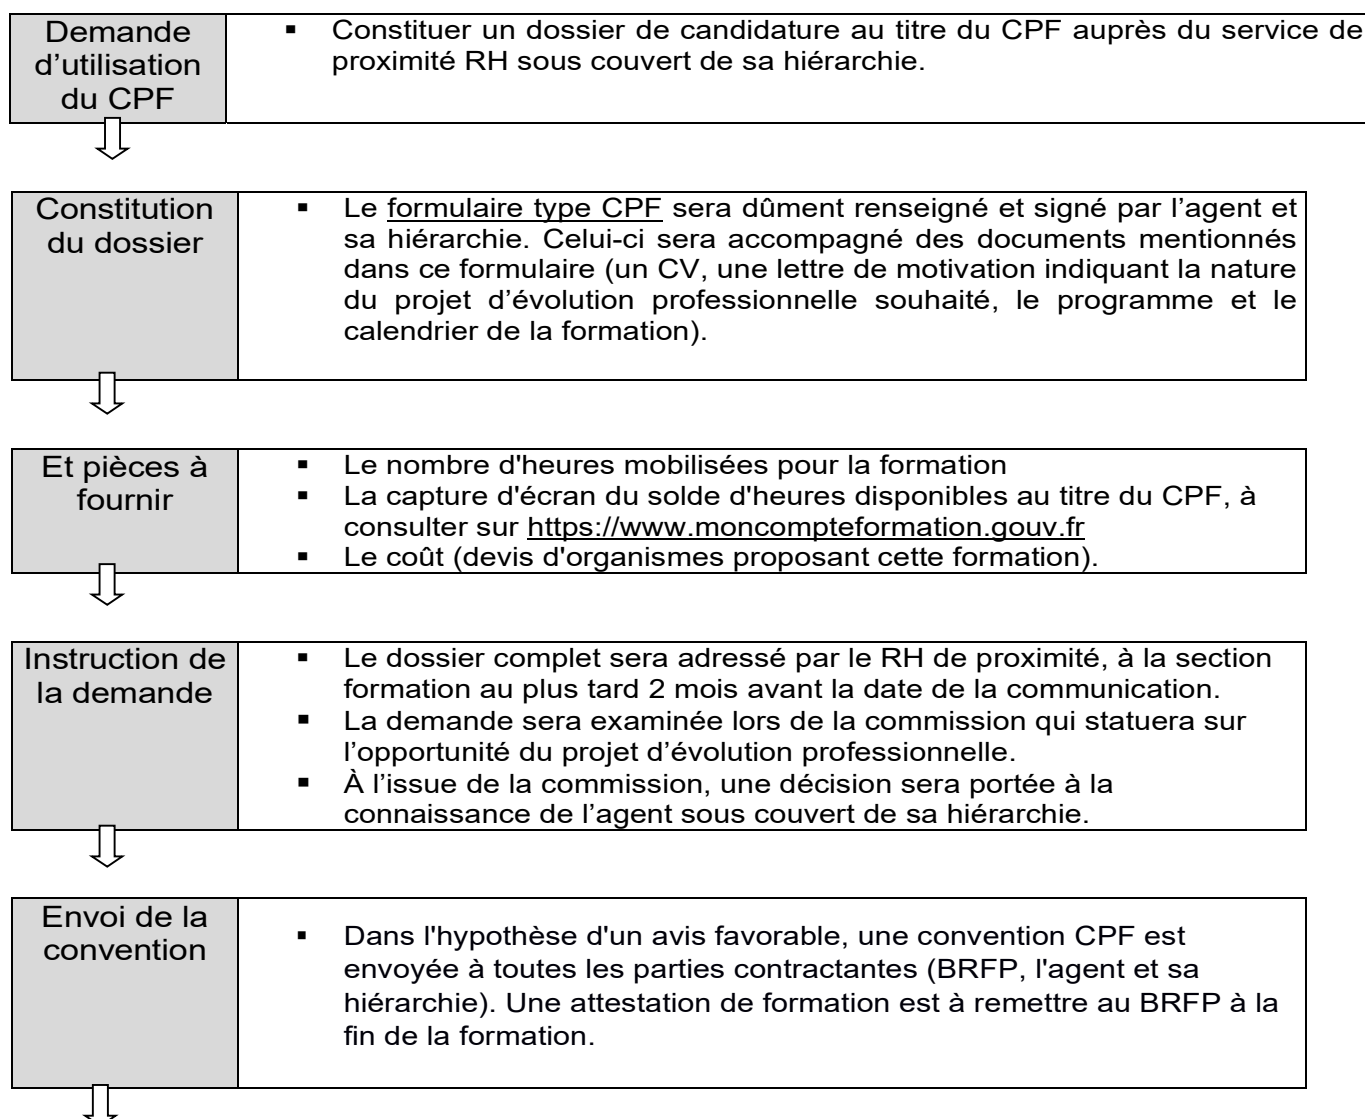 Demande
d’utilisation
du CPF
▪ Constituer un dossier de candidature au titre du CPF auprès du service de
proximité RH sous couvert de sa hiérarchie.
Constitution
du dossier
▪ Le formulaire type CPF sera dûment renseigné et signé par l’agent et
sa hiérarchie. Celui-ci sera accompagné des documents mentionnés
dans ce formulaire (un CV, une lettre de motivation indiquant la nature
du projet d’évolution professionnelle souhaité, le programme et le
calendrier de la formation).
Et pièces à
fournir
▪ Le nombre d'heures mobilisées pour la formation
▪ La capture d'écran du solde d'heures disponibles au titre du CPF, à
consulter sur https://www.moncompteformation.gouv.fr
▪ Le coût (devis d'organismes proposant cette formation).
Instruction de
la demande
▪ Le dossier complet sera adressé par le RH de proximité, à la section
formation au plus tard 2 mois avant la date de la communication.
▪ La demande sera examinée lors de la commission qui statuera sur
l’opportunité du projet d’évolution professionnelle.
▪ À l’issue de la commission, une décision sera portée à la
connaissance de l’agent sous couvert de sa hiérarchie.
Envoi de la
convention
▪ Dans l'hypothèse d'un avis favorable, une convention CPF est
envoyée à toutes les parties contractantes (BRFP, l'agent et sa
hiérarchie). Une attestation de formation est à remettre au BRFP à la
fin de la formation.